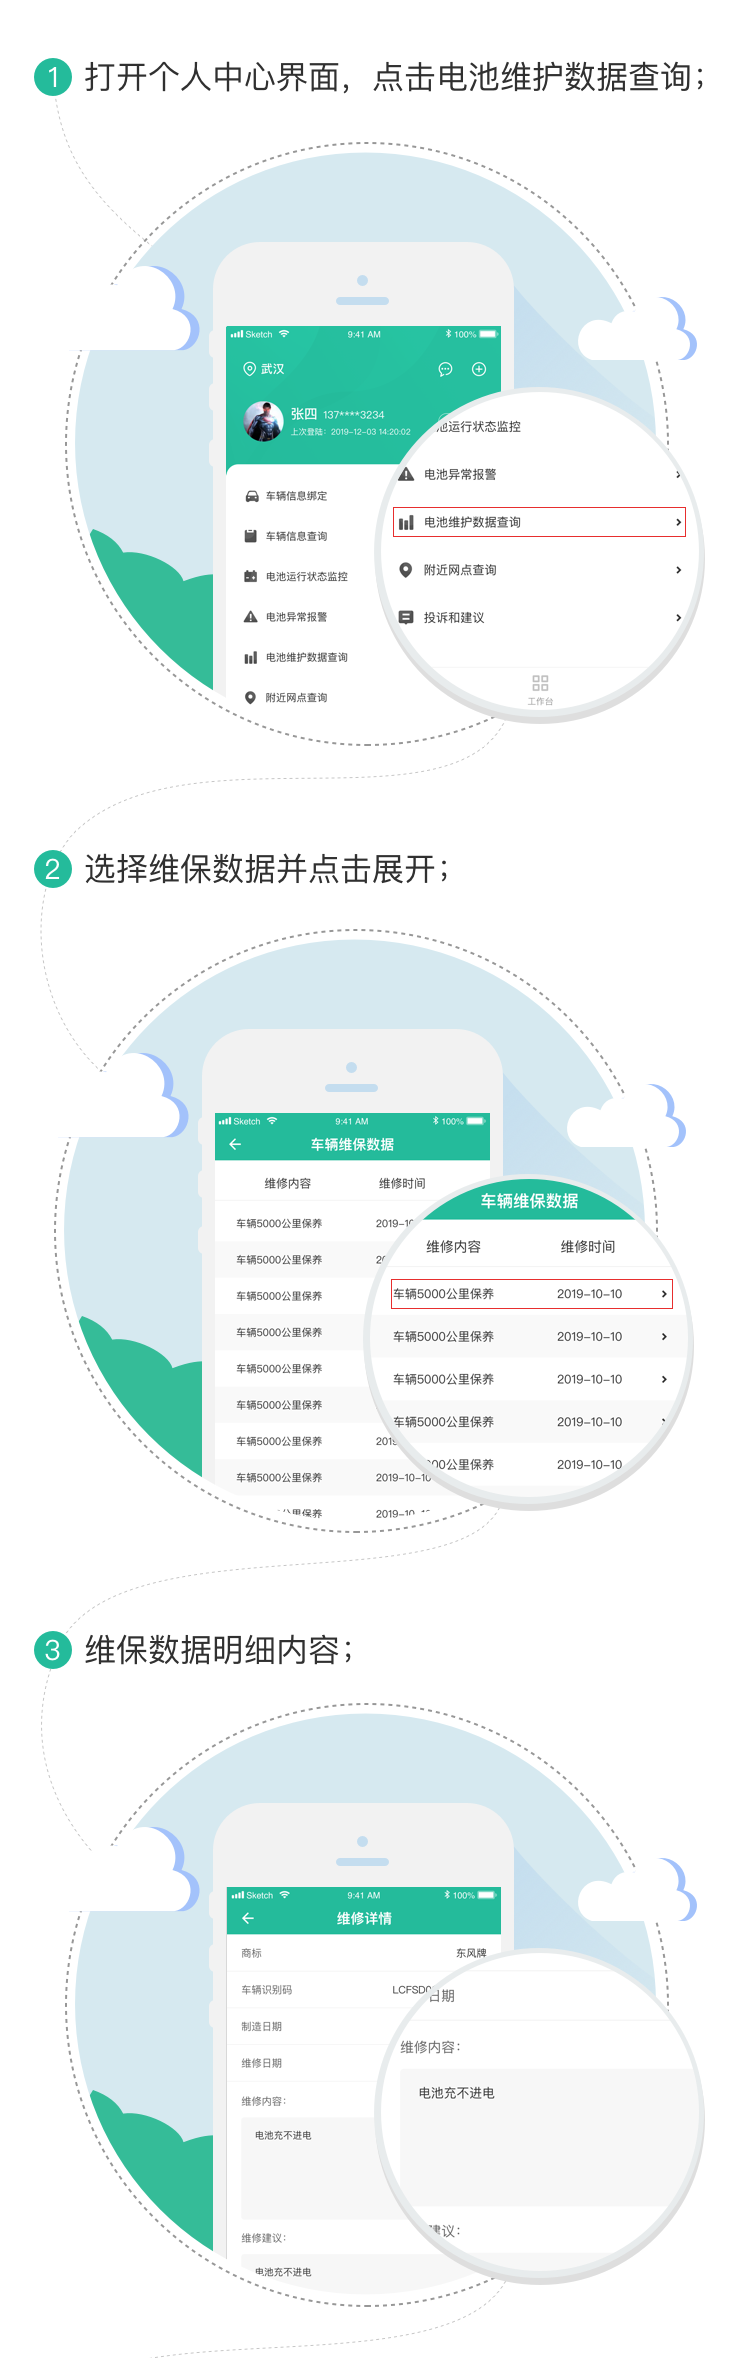 1 打开个人中心界面，点击电池维护数据查询；
Sketch 9:41 AM 100%
武汉
张四 137****3234
上次登陆：2019-12-03 14:20:02
车辆信息绑定
车辆信息查询
电池运行状态监控
电池异常报警
电池维护数据查询
附近网点查询
池运行状态监控
电池异常报警
电池维护数据查询
附近网点查询
投诉和建议
工作台
2 选择维保数据并点击展开；
Sketch 9:41 AM 100%
车辆维保数据
维修内容 维修时间
车辆5000公里保养 2019-10
车辆5000公里保养
车辆5000公里保养
车辆5000公里保养
车辆5000公里保养
车辆5000公里保养
车辆5000公里保养 2019
车辆5000公里保养 2019-10-10
公里保养 2019-10-10
车辆维保数据
维修内容 维修时间
车辆5000公里保养 2019-10-10
车辆5000公里保养 2019-10-10
车辆5000公里保养 2019-10-10
车辆5000公里保养 2019-10-10
000公里保养 2019-10-10
3 维保数据明细内容；
Sketch 9:41 AM 100%
维修详情
商标 东风牌
车辆识别码 LCFSD
制造日期
维修日期
维修内容：
电池充不进电
维修建议：
电池充不进电
日期
维修内容：
电池充不进电
建议：